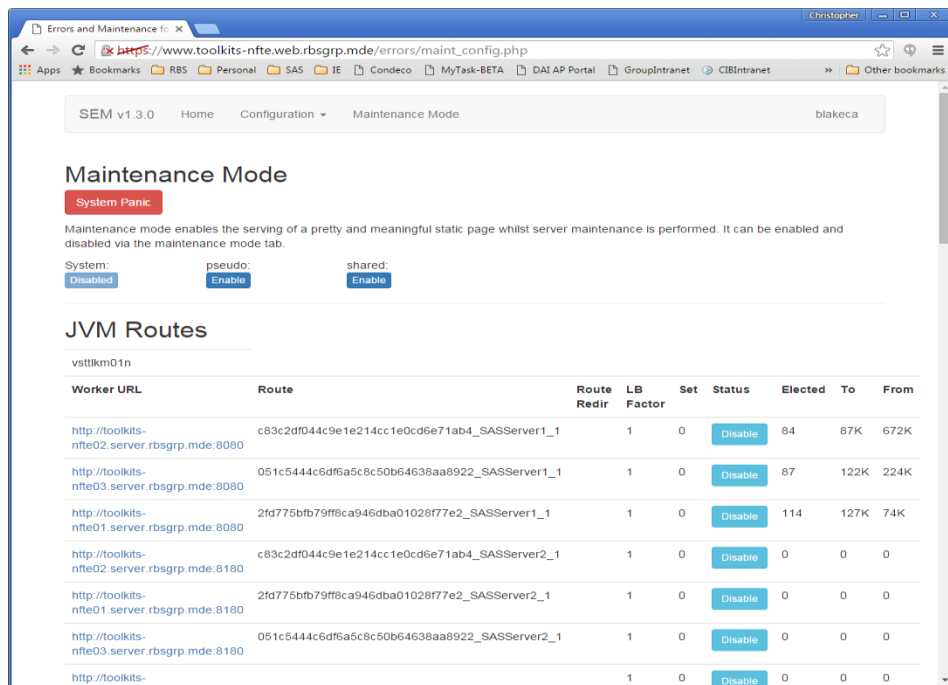 Christopher
Errors and Maintenance fo
https://www.toolkits-nfte.web.rbsgrp.mde/errors/maint_config.php
Apps Bookmarks RBS Personal SAS IE Condeco MyTask-BETA DAI AP Portal GroupIntranet CIBIntranet » Other bookmarks
SEM v1.3.0 Home Configuration Maintenance Mode blakeca
Maintenance Mode
System Panic
Maintenance mode enables the serving of a pretty and meaningful static page whilst server maintenance is performed. It can be enabled and
disabled via the maintenance mode tab.
System: pseudo: shared:
Disabled Enable Enable
JVM Routes
vsttlkm01n
Worker URL Route Route Redir LB Factor Set Status Elected To From
http://toolkits-
nfte02.server.rbsgrp.mde:8080 c83c2df044c9e1e214cc1e0cd6e71ab4_SASServer1_1 1 0 Disable 84 87K 672K
http://toolkits-
nfte03.server.rbsgrp.mde:8080 051c5444c6df6a5c8c50b64638aa8922_SASServer1_1 1 0 Disable 87 122K 224K
http://toolkits-
nfte01.server.rbsgrp.mde:8080 2fd775bfb79ff8ca946dba01028f77e2_SASServer1_1 1 0 Disable 114 127K 74K
http://toolkits-
nfte02.server.rbsgrp.mde:8180 c83c2df044c9e1e214cc1e0cd6e71ab4_SASServer2_1 1 0 Disable 0 0 0
http://toolkits-
nfte01.server.rbsgrp.mde:8180 2fd775bfb79ff8ca946dba01028f77e2_SASServer2_1 1 0 Disable 0 0 0
http://toolkits-
nfte03.server.rbsgrp.mde:8180 051c5444c6df6a5c8c50b64638aa8922_SASServer2_1 1 0 Disable 0 0 0
http://toolkits- 1 0 Disable 0 0 0